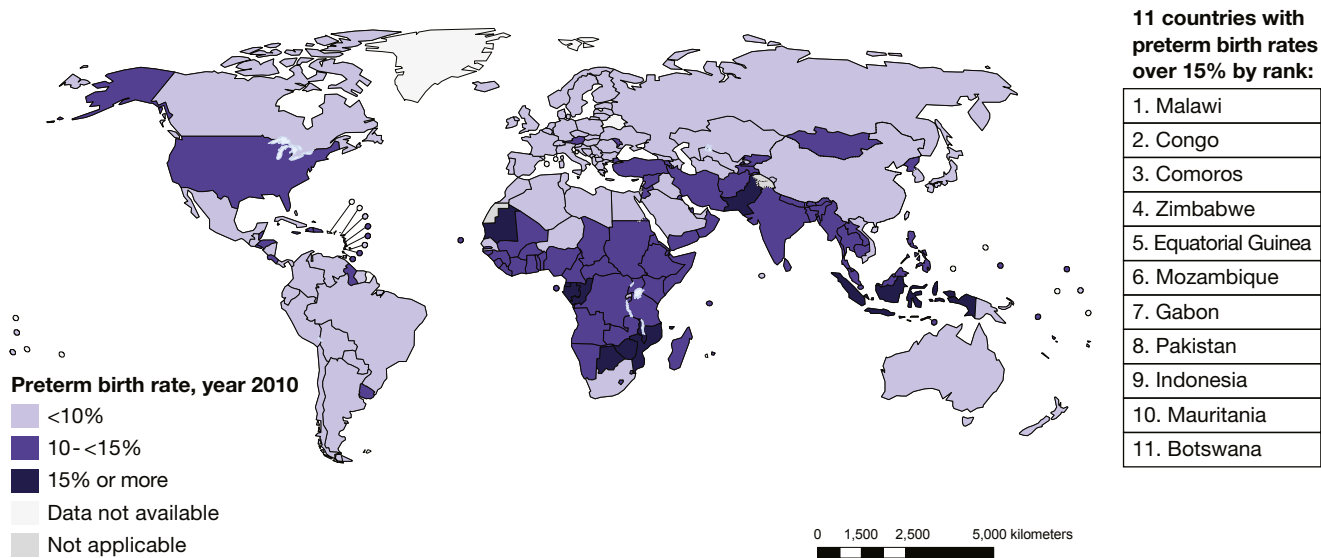 11 countries with
preterm birth rates
over 15% by rank:
1. Malawi
2. Congo
3. Comoros
4. Zimbabwe
5. Equatorial Guinea
6. Mozambique
7. Gabon
8. Pakistan
9. Indonesia
10. Mauritania
11. Botswana
Preterm birth rate, year 2010
<10%
10-<15%
15% or more
Data not available
Not applicable
0 1,500 2,500 5,000 kilometers